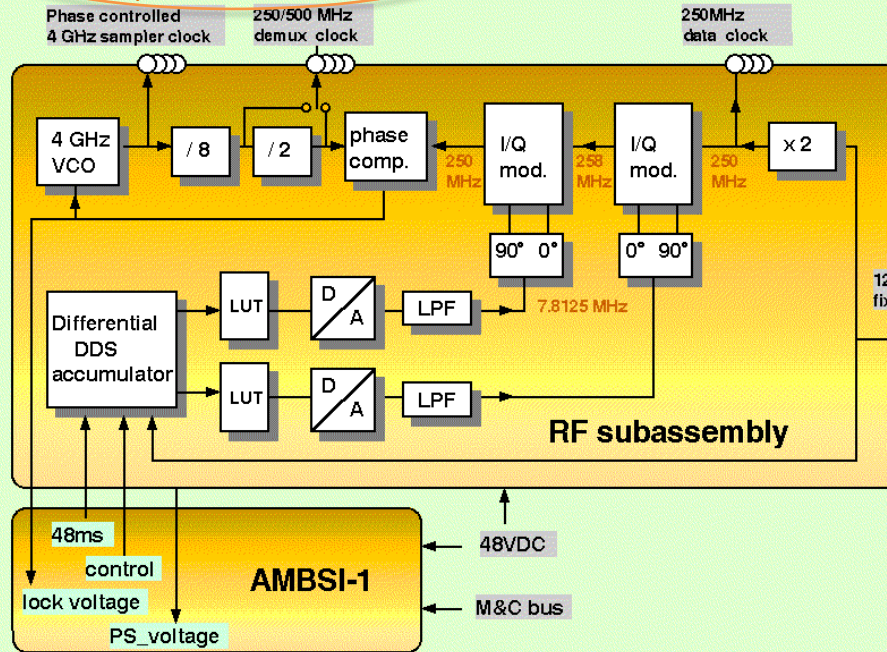 Phase controlled
4 GHz sampler clock
250/500 MHz
demux clock
250MHz
data clock
4 GHz
VCO
/ 8
/ 2
phase
comp.
250
MHz
I/Q
mod.
258
MHz
I/Q
mod.
250
MHz
x 2
90° 0°
0° 90°
7.8125 MHz
12
fix
Differential
DDS
accumulator
LUT
D
A
LPF
LUT
D
A
LPF
RF subassembly
48ms
control
lock voltage
PS_voltage
AMBSI-1
48VDC
M&C bus